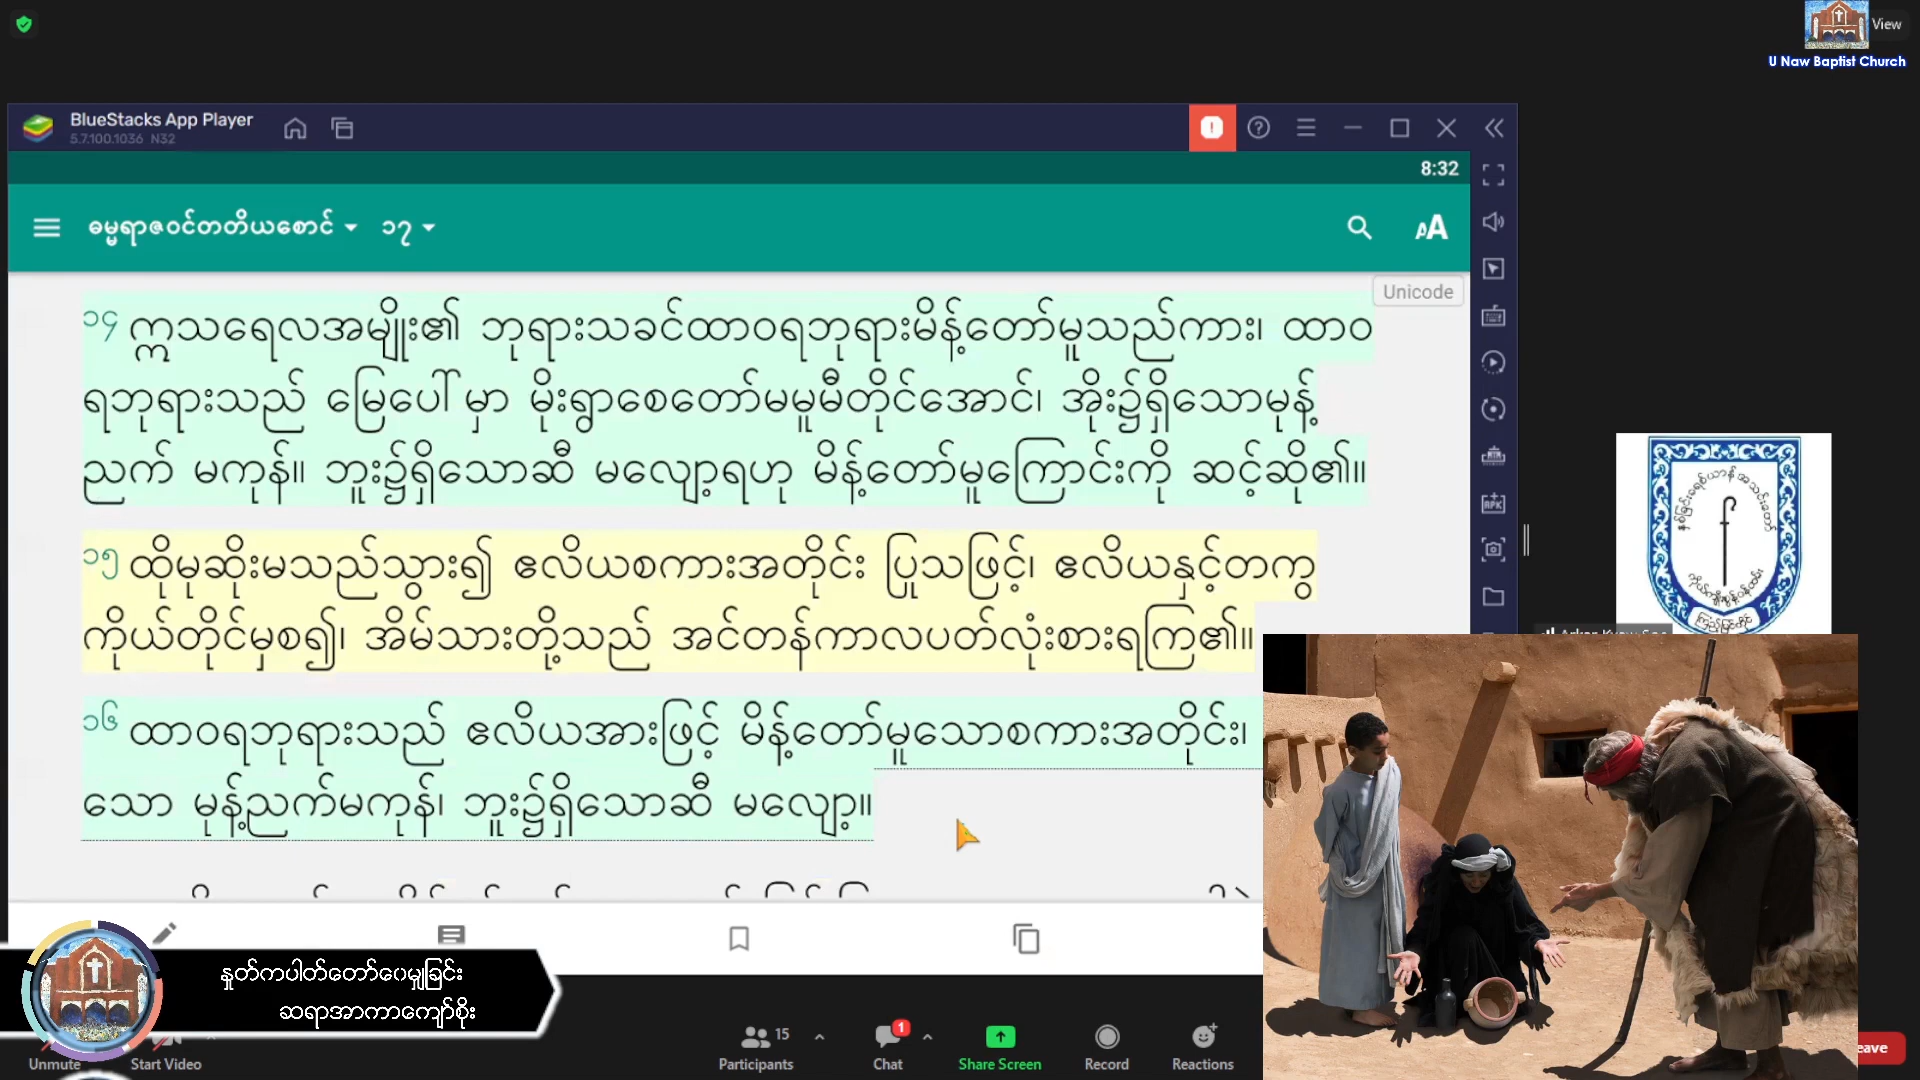 View
U Naw Baptist Church
BlueStacks App Player
5.7.100.1036 N32
8:32
ဓမ္မရာဇဝင်တတိယစောင် ၁၇
Unicode
၁၄ ဣသရေလအမျိုး၏ ဘုရားသခင်ထာဝရဘုရားမိန့်တော်မူသည်ကား၊ ထာဝ
ရဘုရားသည် မြေပေါ်မှာ မိုးရွာစေတော်မမူမီတိုင်အောင်၊ အိုး၌ရှိသောမုန့်
ညက် မကုန်။ ဘူး၌ရှိသောဆီ မလျော့ရဟု မိန့်တော်မူကြောင်းကို ဆင့်ဆို၏။
၁၅ ထိုမုဆိုးမသည်သွား၍ ဧလိယစကားအတိုင်း ပြုသဖြင့်၊ ဧလိယနှင့်တကွ
ကိုယ်တိုင်မှစ၍၊ အိမ်သားတို့သည် အင်တန်ကာလပတ်လုံးစားရကြ၏။
၁၆ ထာဝရဘုရားသည် ဧလိယအားဖြင့် မိန့်တော်မူသောစကားအတိုင်း၊
သော မုန့်ညက်မကုန်၊ ဘူး၌ရှိသောဆီ မလျော့။
နှုတ်ကပါတ်တော်ဝေမျှခြင်း
ဆရာအာကာကျော်စိုး
Unmute
Start Video
Participants 15
Chat 1
Share Screen
Record
Reactions